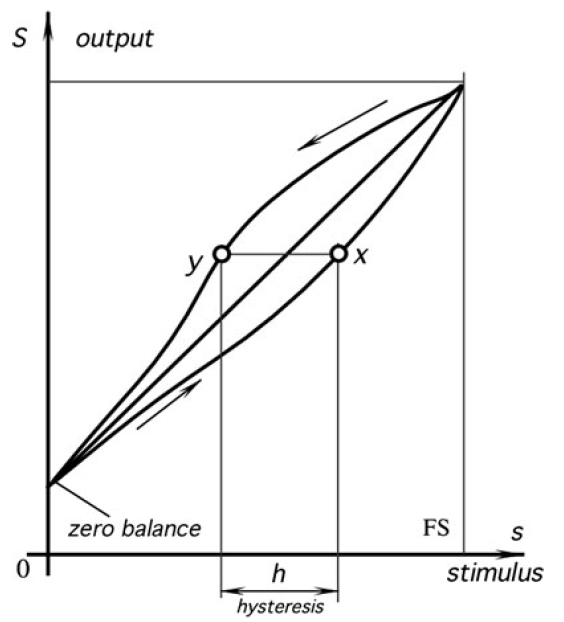 S output
y
x
zero balance
FS
s
0
stimulus
h
hysteresis